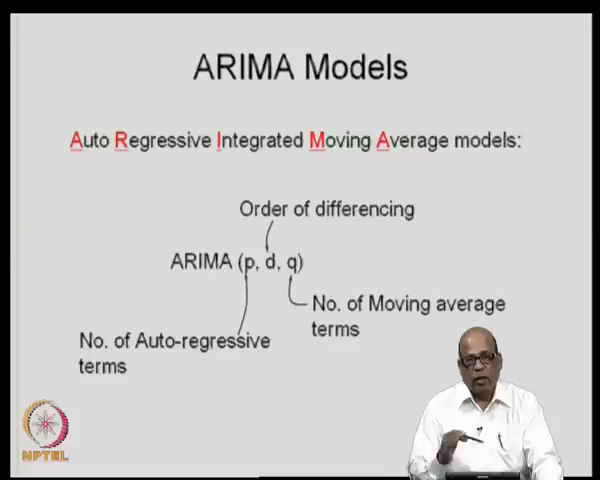 ARIMA Models
Auto Regressive Integrated Moving Average models:
Order of differencing
ARIMA (p, d, q)
No. of Moving average
terms
No. of Auto-regressive
terms
NPTEL